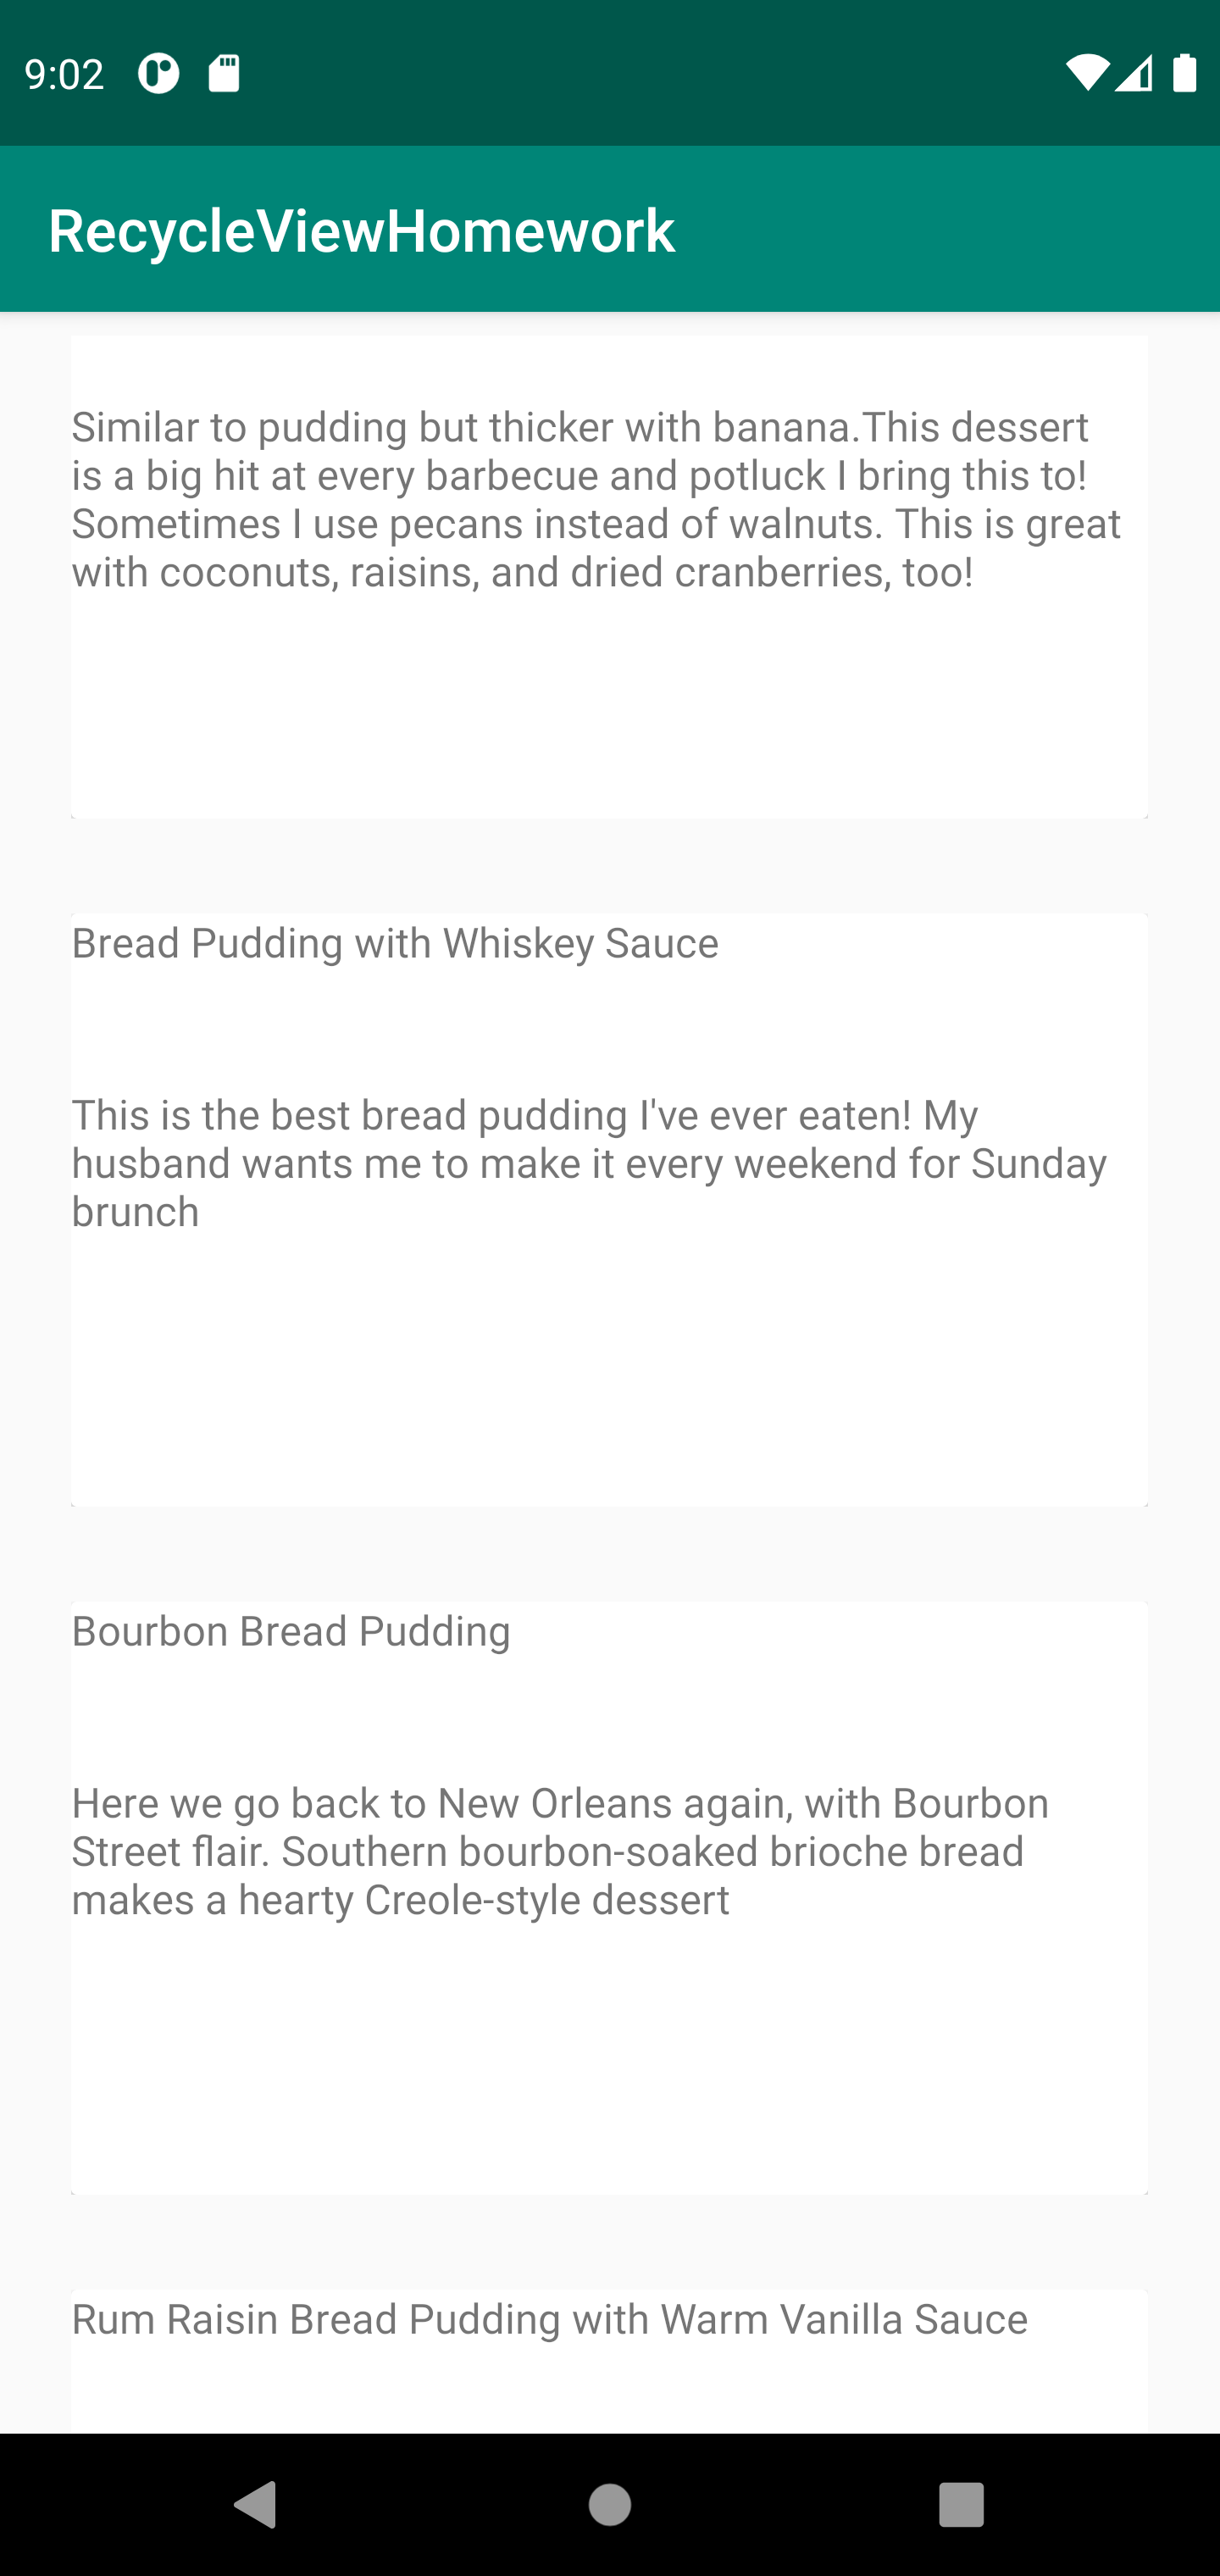 9:02
RecycleViewHomework
Similar to pudding but thicker with banana.This dessert
is a big hit at every barbecue and potluck I bring this to!
Sometimes I use pecans instead of walnuts. This is great
with coconuts, raisins, and dried cranberries, too!
Bread Pudding with Whiskey Sauce
This is the best bread pudding I've ever eaten! My
husband wants me to make it every weekend for Sunday
brunch
Bourbon Bread Pudding
Here we go back to New Orleans again, with Bourbon
Street flair. Southern bourbon-soaked brioche bread
makes a hearty Creole-style dessert
Rum Raisin Bread Pudding with Warm Vanilla Sauce